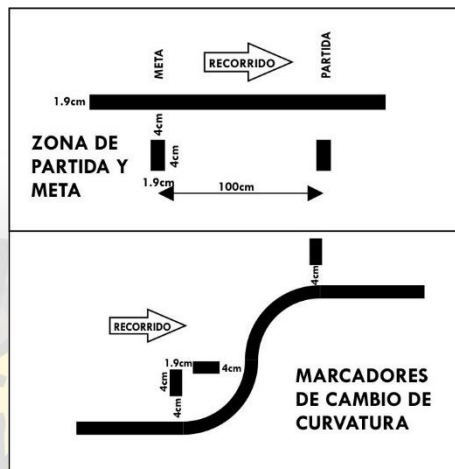 META
RECORRIDO
PARTIDA
1.9cm
4cm
ZONA DE
PARTIDA Y
META
4cm
1.9cm
100cm
4cm
RECORRIDO
1.9cm
4cm
4cm
4cm
MARCADORES
DE CAMBIO DE
CURVATURA